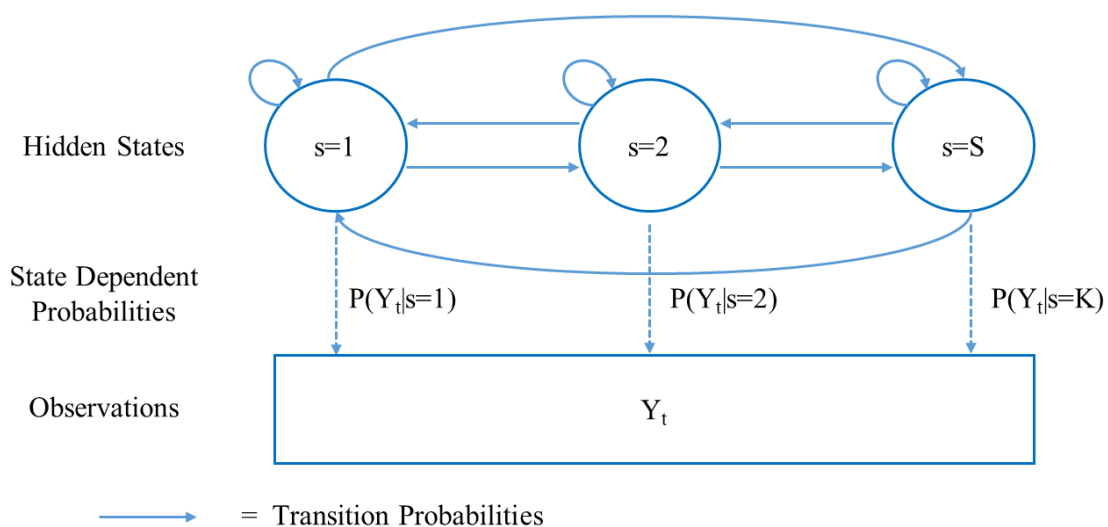 Hidden States
s=1
s=2
s=S
State Dependent
Probabilities
P(Yₜ|s=1)
P(Yₜ|s=2)
P(Yₜ|s=K)
Observations
Yₜ
= Transition Probabilities